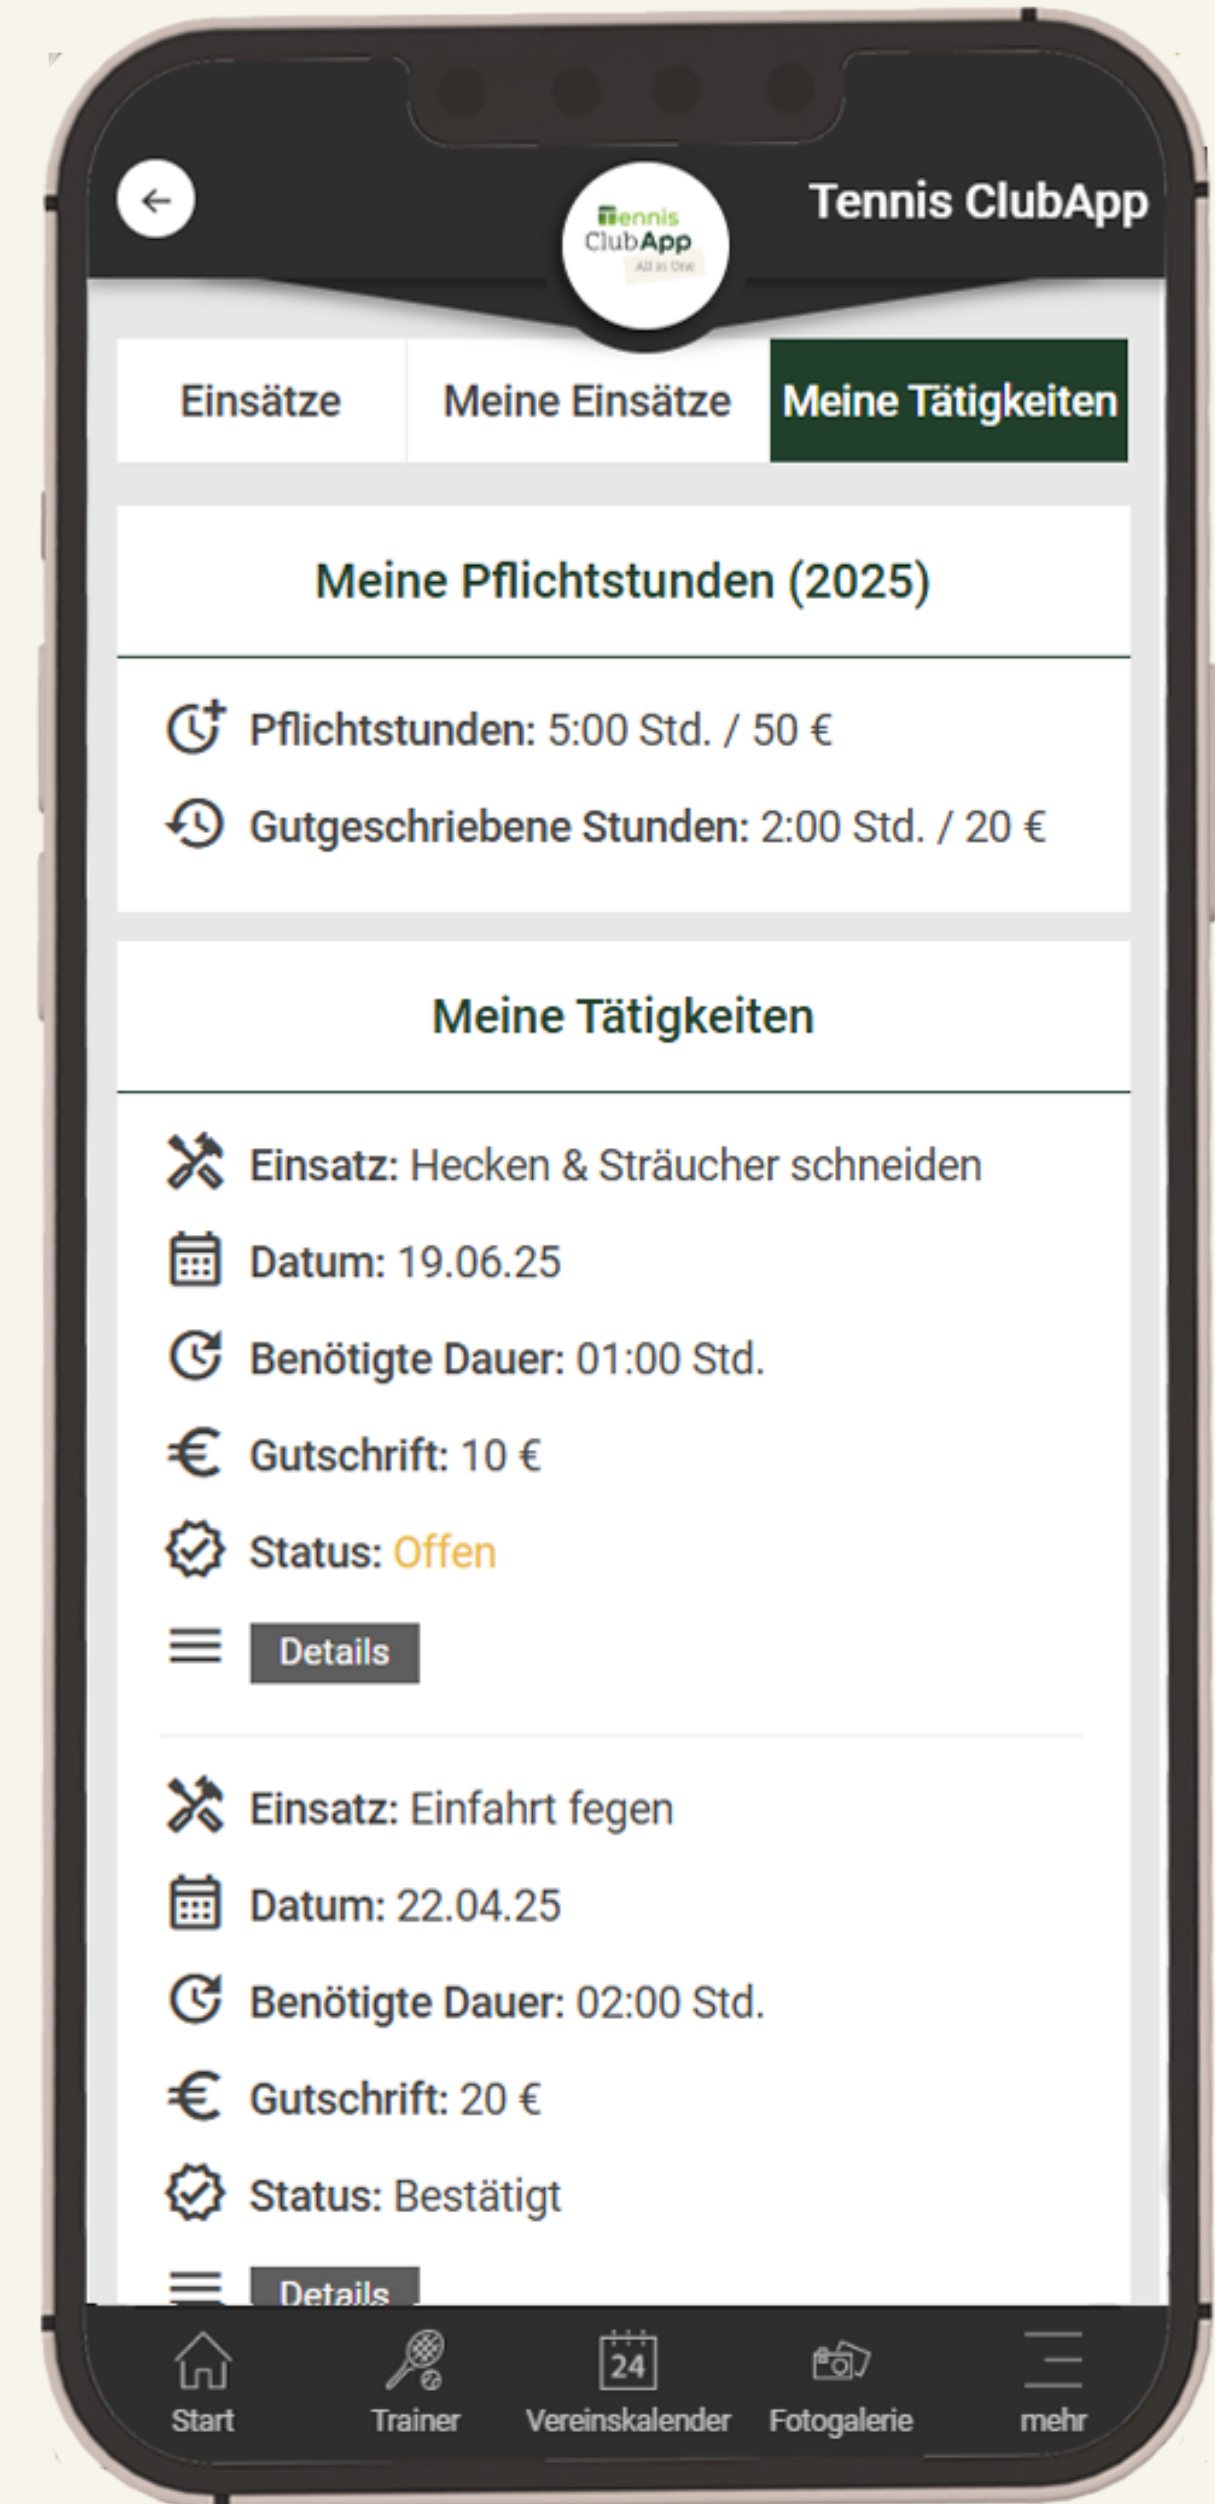 Tennis ClubApp
Tennis
ClubApp
All in One
Einsätze Meine Einsätze Meine Tätigkeiten
Meine Pflichtstunden (2025)
Pflichtstunden: 5:00 Std. / 50 €
Gutgeschriebene Stunden: 2:00 Std. / 20 €
Meine Tätigkeiten
Einsatz: Hecken & Sträucher schneiden
Datum: 19.06.25
Benötigte Dauer: 01:00 Std.
Gutschrift: 10 €
Status: Offen
Details
Einsatz: Einfahrt fegen
Datum: 22.04.25
Benötigte Dauer: 02:00 Std.
Gutschrift: 20 €
Status: Bestätigt
Details
24
Start Trainer Vereinskalender Fotogalerie mehr